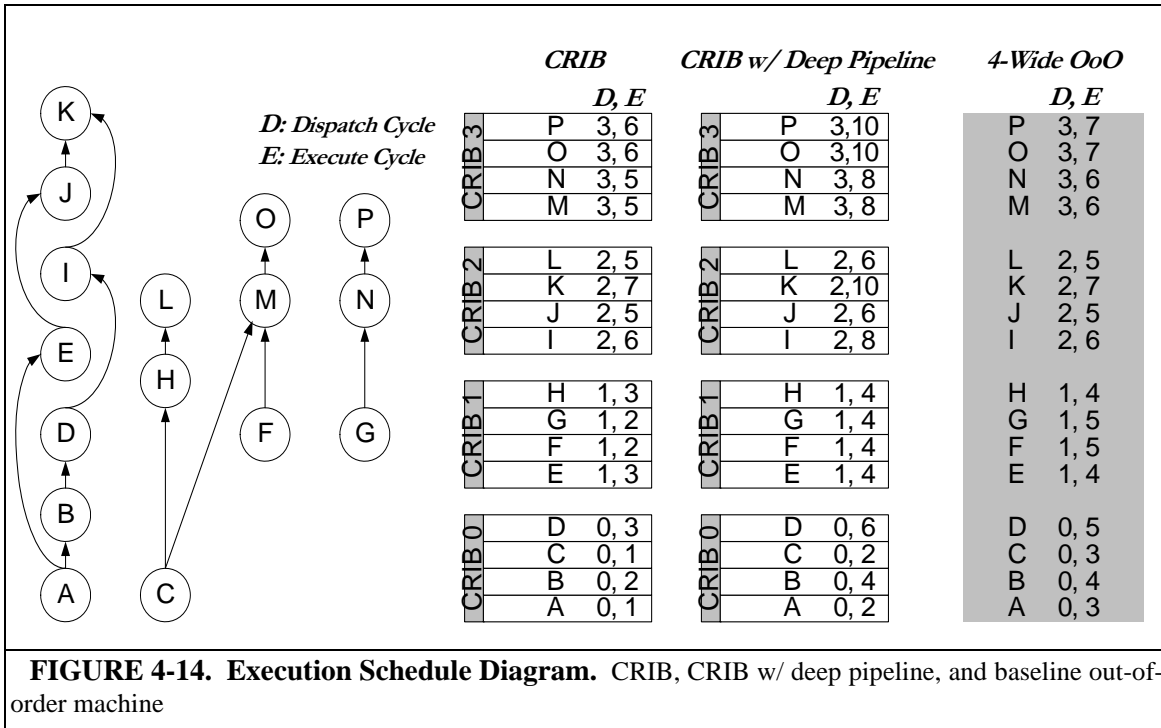 CRIB CRIB w/ Deep Pipeline 4-Wide OoO
D, E D, E D, E
D: Dispatch Cycle
E: Execute Cycle
K
J
I
E
D
B
A
L
H
C
O
M
F
P
N
G
CRIB 3
P 3, 6
O 3, 6
N 3, 5
M 3, 5
CRIB 2
L 2, 5
K 2, 7
J 2, 5
I 2, 6
CRIB 1
H 1, 3
G 1, 2
F 1, 2
E 1, 3
CRIB 0
D 0, 3
C 0, 1
B 0, 2
A 0, 1
CRIB 3
P 3,10
O 3,10
N 3, 8
M 3, 8
CRIB 2
L 2, 6
K 2,10
J 2, 6
I 2, 8
CRIB 1
H 1, 4
G 1, 4
F 1, 4
E 1, 4
CRIB 0
D 0, 6
C 0, 2
B 0, 4
A 0, 2
P 3, 7
O 3, 7
N 3, 6
M 3, 6
L 2, 5
K 2, 7
J 2, 5
I 2, 6
H 1, 4
G 1, 5
F 1, 5
E 1, 4
D 0, 5
C 0, 3
B 0, 4
A 0, 3
FIGURE 4-14. Execution Schedule Diagram. CRIB, CRIB w/ deep pipeline, and baseline out-of-
order machine